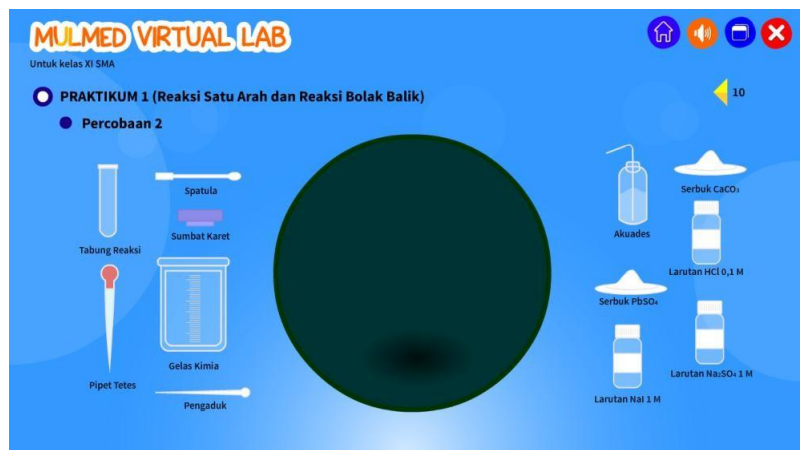 MULMED VIRTUAL LAB
Untuk kelas XI SMA
PRAKTIKUM 1 (Reaksi Satu Arah dan Reaksi Bolak Balik)
10
Percobaan 2
Spatula
Sumbat Karet
Tabung Reaksi
Gelas Kimia
Pipet Tetes
Pengaduk
Serbuk CaCO₃
Akuades
Larutan HCl 0,1 M
Serbuk PbSO₄
Larutan Na₂SO₄ 1 M
Larutan NaI 1 M